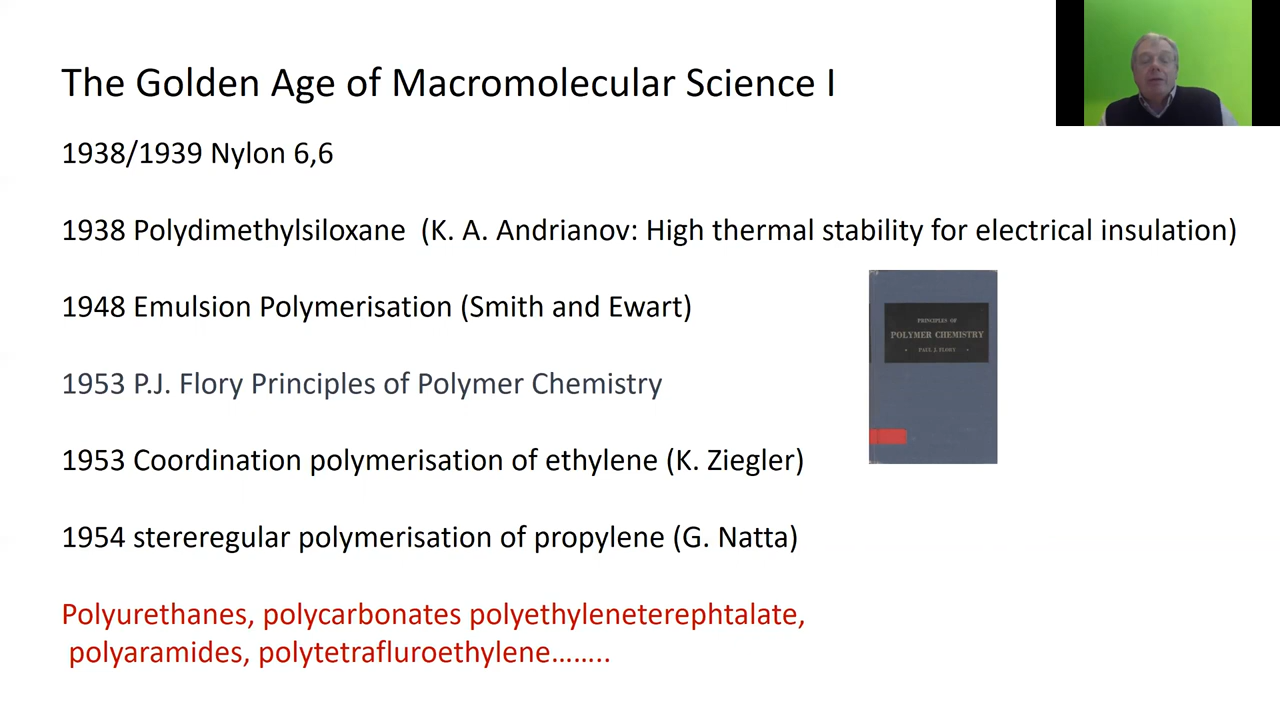 The Golden Age of Macromolecular Science I
1938/1939 Nylon 6,6
1938 Polydimethylsiloxane (K. A. Andrianov: High thermal stability for electrical insulation)
1948 Emulsion Polymerisation (Smith and Ewart)
PRINCIPLES OF
POLYMER CHEMISTRY
• PAUL J. FLORY •
1953 P.J. Flory Principles of Polymer Chemistry
1953 Coordination polymerisation of ethylene (K. Ziegler)
1954 stereregular polymerisation of propylene (G. Natta)
Polyurethanes, polycarbonates polyethyleneterephtalate,
polyaramides, polytetrafluroethylene........